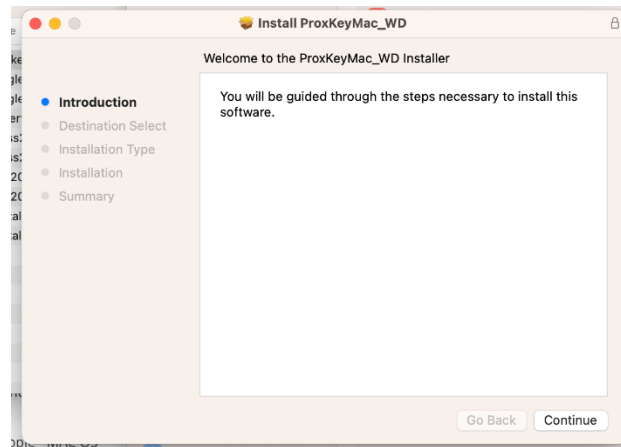 Install ProxKeyMac_WD
Welcome to the ProxKeyMac_WD Installer
Introduction
Destination Select
Installation Type
Installation
Summary
You will be guided through the steps necessary to install this
software.
Go Back
Continue